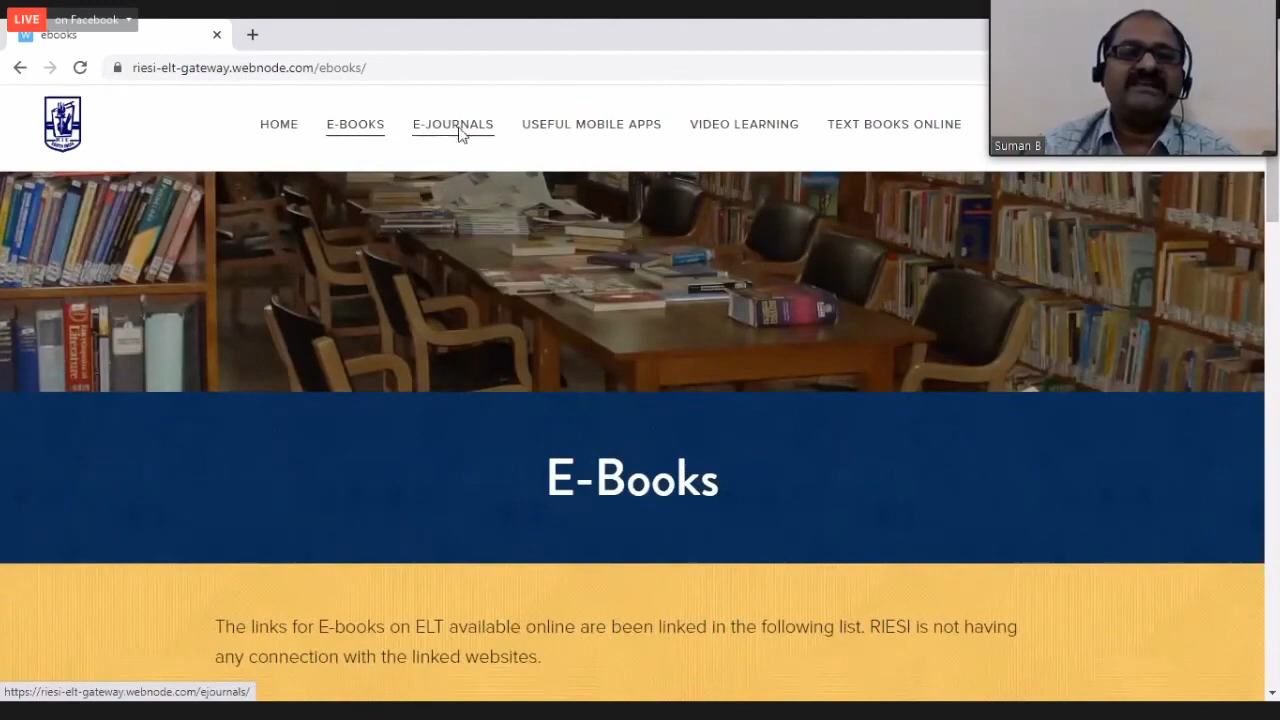 LIVE on Facebook
ebooks
riesi-elt-gateway.webnode.com/ebooks/
HOME E-BOOKS E-JOURNALS USEFUL MOBILE APPS VIDEO LEARNING TEXT BOOKS ONLINE
Suman B
E-Books
The links for E-books on ELT available online are been linked in the following list. RIESI is not having
any connection with the linked websites.
https://riesi-elt-gateway.webnode.com/ejournals/